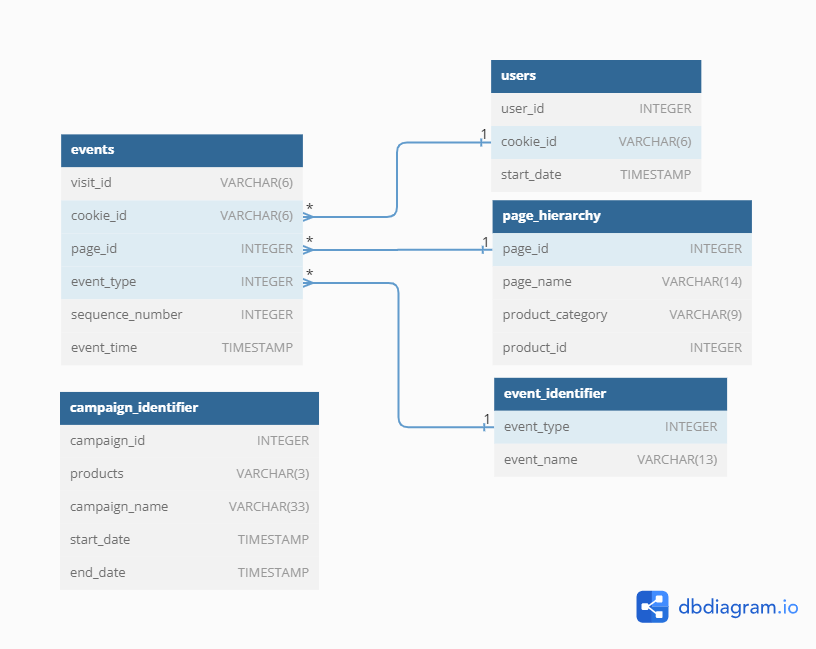 users
user_id INTEGER
1
cookie_id VARCHAR(6)
start_date TIMESTAMP
events
visit_id VARCHAR(6)
cookie_id VARCHAR(6)
*
page_id INTEGER
*
event_type INTEGER
*
sequence_number INTEGER
event_time TIMESTAMP
page_hierarchy
1
page_id INTEGER
page_name VARCHAR(14)
product_category VARCHAR(9)
product_id INTEGER
event_identifier
1
event_type INTEGER
event_name VARCHAR(13)
campaign_identifier
campaign_id INTEGER
products VARCHAR(3)
campaign_name VARCHAR(33)
start_date TIMESTAMP
end_date TIMESTAMP
dbdiagram.io